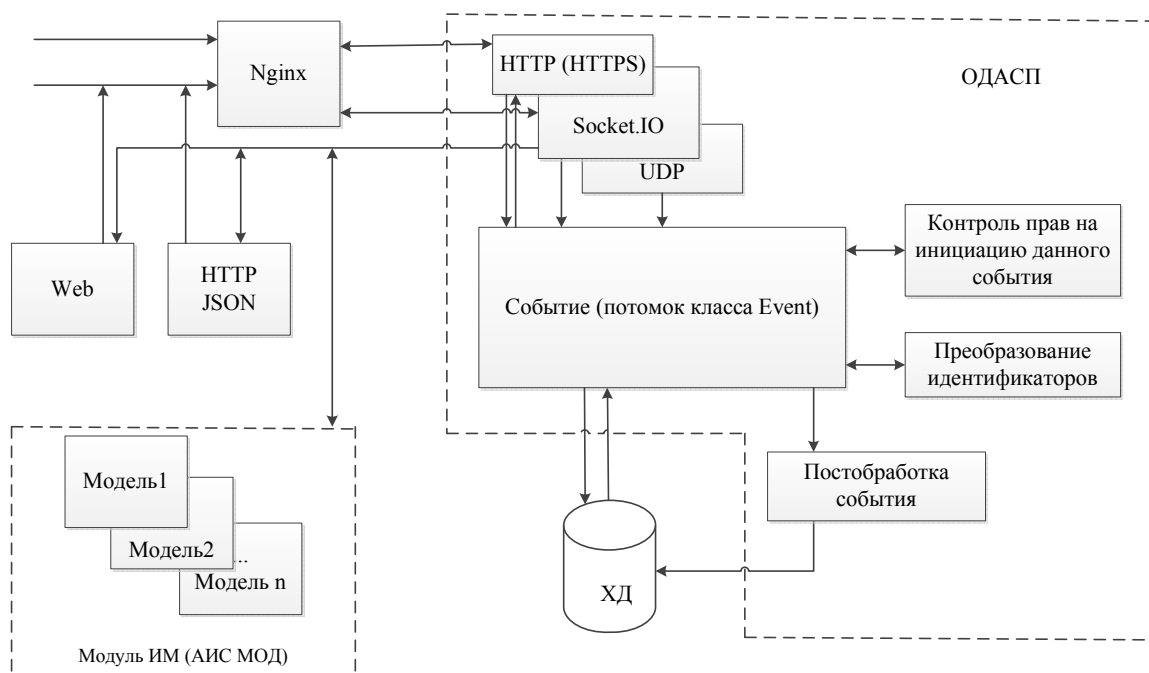 Nginx
HTTP (HTTPS)
Socket.IO
UDP
ОДАСП
Web
HTTP
JSON
Событие (потомок класса Event)
Контроль прав на
инициацию данного
события
Преобразование
идентификаторов
Постобработка
события
ХД
Модель1
Модель2
...
Модель n
Модуль ИМ (АИС МОД)